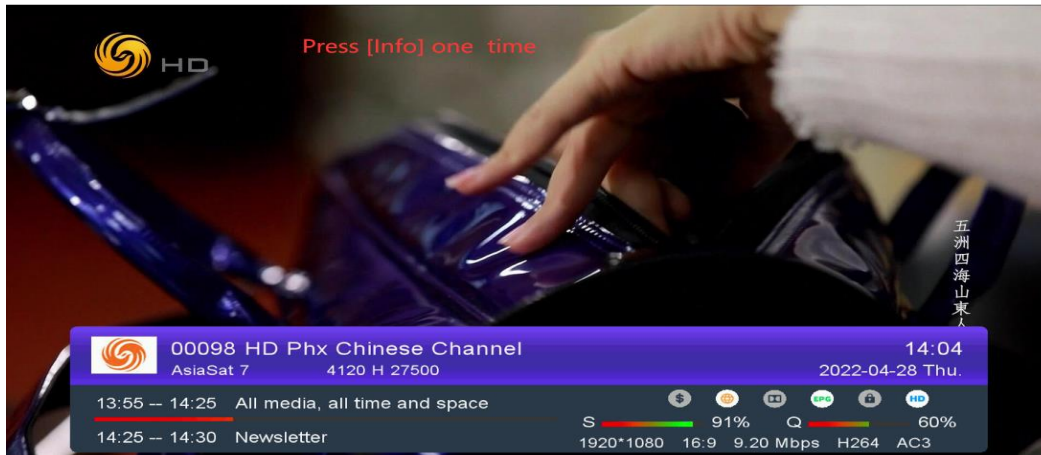 HD
Press [Info] one time
五洲四海山東人
00098 HD Phx Chinese Channel
14:04
AsiaSat 7
4120 H 27500
2022-04-28 Thu.
13:55 -- 14:25 All media, all time and space
$
EPG
HD
S 91% Q 60%
14:25 -- 14:30 Newsletter
1920*1080 16:9 9.20 Mbps H264 AC3